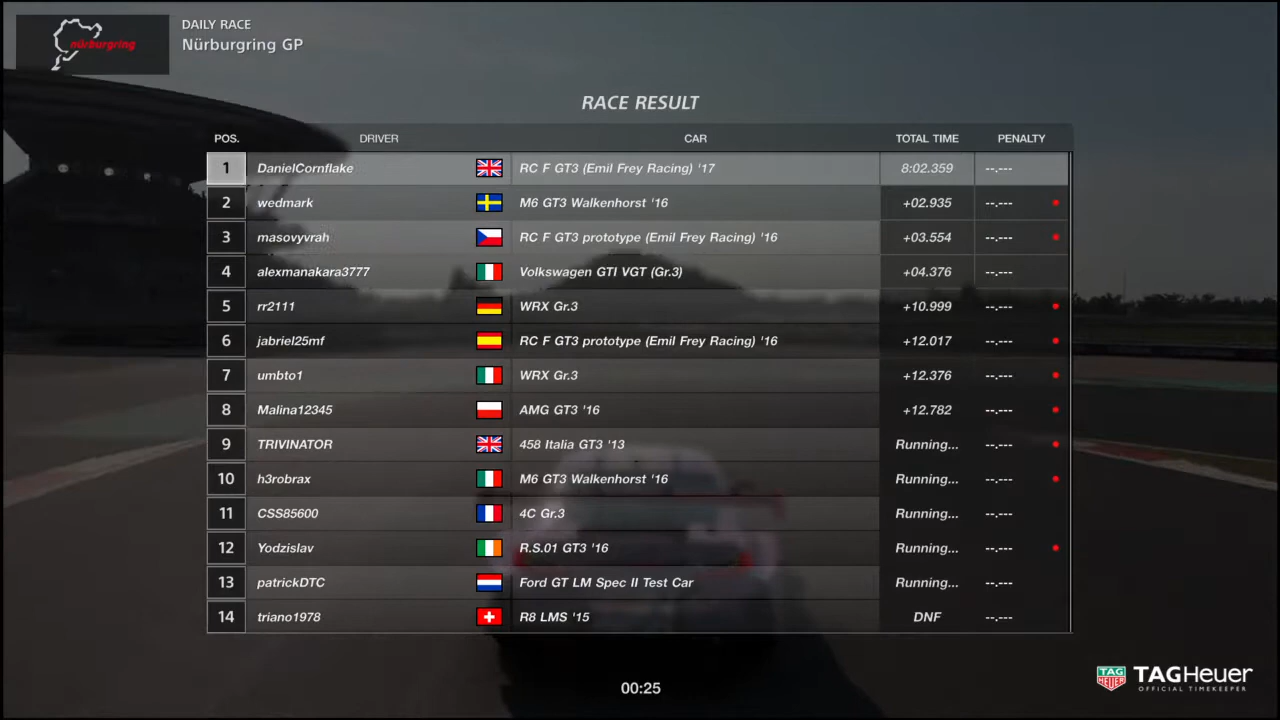 nürburgring
DAILY RACE
Nürburgring GP
RACE RESULT
POS. DRIVER CAR TOTAL TIME PENALTY
1 DanielCornflake RC F GT3 (Emil Frey Racing) '17 8:02.359 --.---
2 wedmark M6 GT3 Walkenhorst '16 +02.935 --.---
3 masovyvrah RC F GT3 prototype (Emil Frey Racing) '16 +03.554 --.---
4 alexmanakara3777 Volkswagen GTI VGT (Gr.3) +04.376 --.---
5 rr2111 WRX Gr.3 +10.999 --.---
6 jabriel25mf RC F GT3 prototype (Emil Frey Racing) '16 +12.017 --.---
7 umbto1 WRX Gr.3 +12.376 --.---
8 Malina12345 AMG GT3 '16 +12.782 --.---
9 TRIVINATOR 458 Italia GT3 '13 Running... --.---
10 h3robrax M6 GT3 Walkenhorst '16 Running... --.---
11 CSS85600 4C Gr.3 Running... --.---
12 Yodzislav R.S.01 GT3 '16 Running... --.---
13 patrickDTC Ford GT LM Spec II Test Car Running... --.---
14 triano1978 R8 LMS '15 DNF --.---
00:25
TAG HEUER TAGHeuer
OFFICIAL TIMEKEEPER